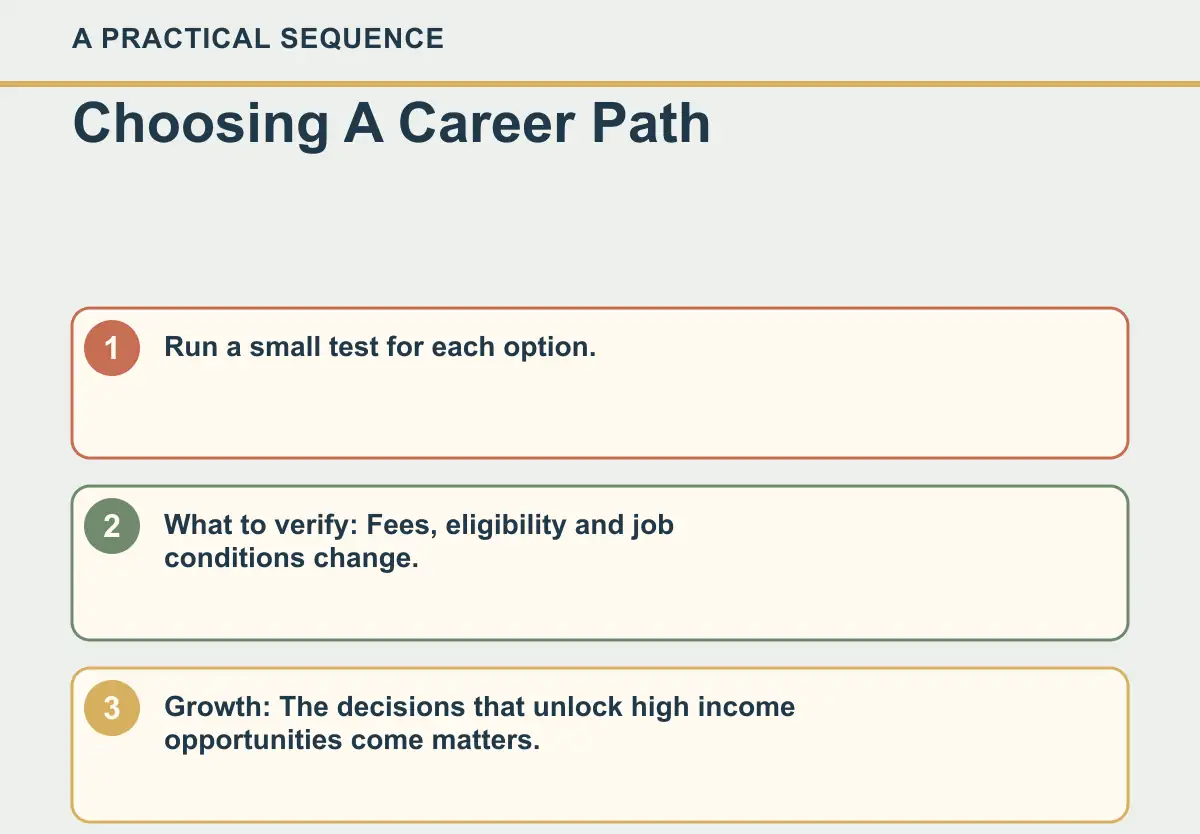 A PRACTICAL SEQUENCE
Choosing A Career Path
1
Run a small test for each option.
2
What to verify: Fees, eligibility and job
conditions change.
3
Growth: The decisions that unlock high income
opportunities come matters.